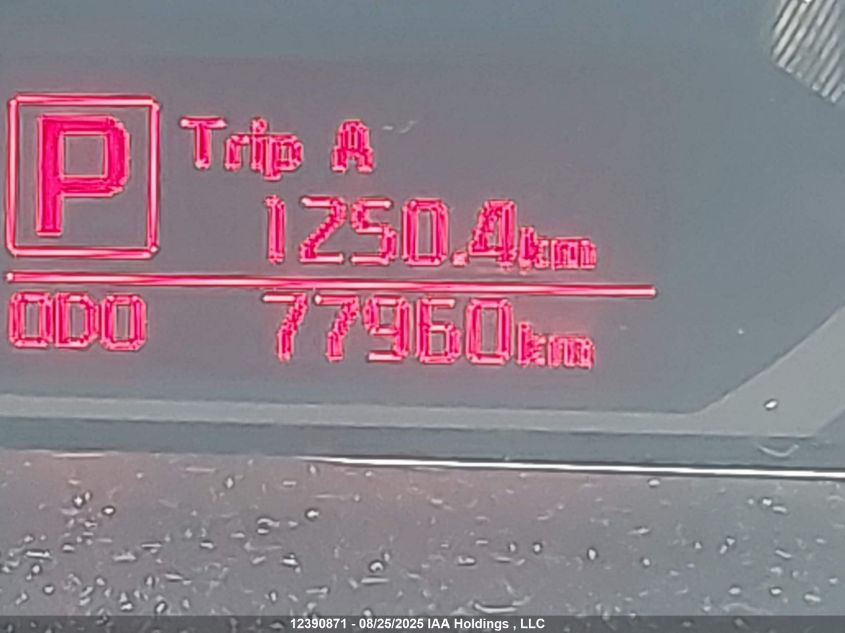 P
Trip A
1250.4km
ODO 77960km
12390871 - 08/25/2025 IAA Holdings , LLC